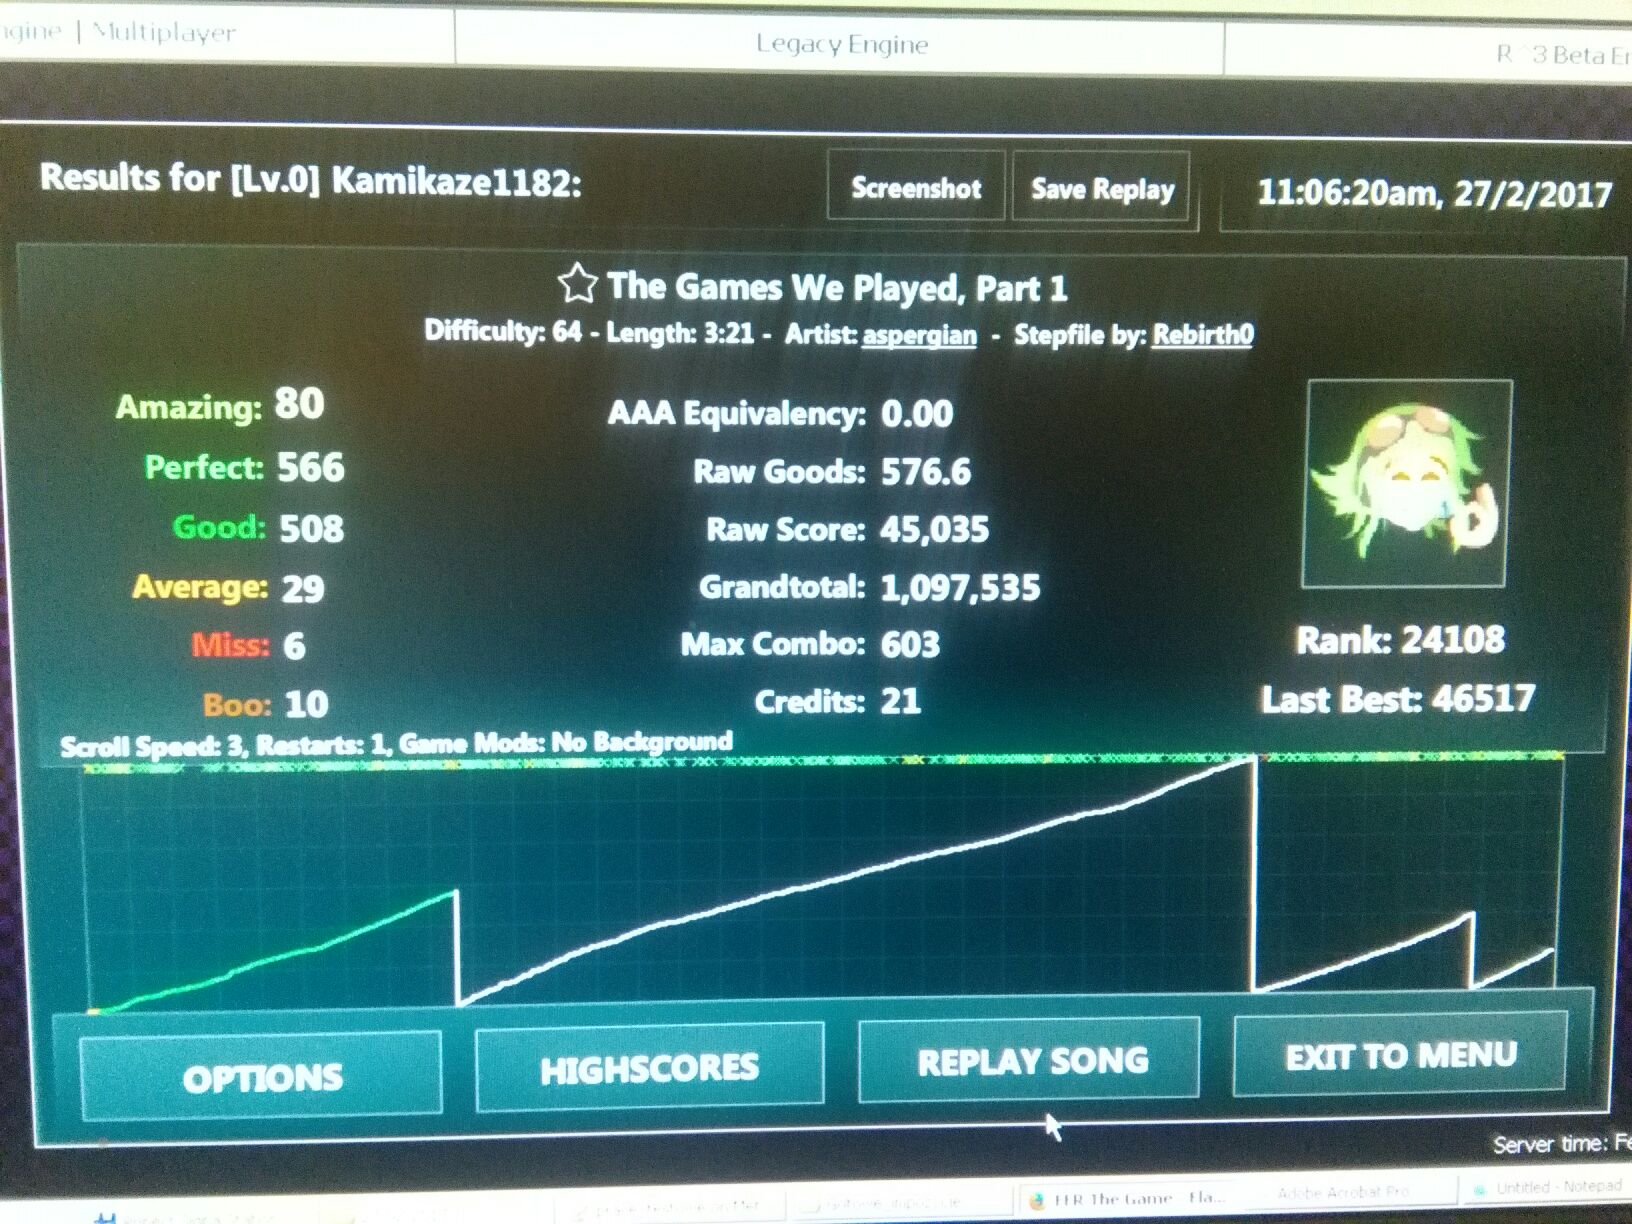 ngine | Multiplayer
Legacy Engine
R^3 Beta En
Results for [Lv.0] Kamikaze1182:
Screenshot
Save Replay
11:06:20am, 27/2/2017
The Games We Played, Part 1
Difficulty: 64 - Length: 3:21 - Artist: aspergian - Stepfile by: Rebirth0
Amazing: 80
Perfect: 566
Good: 508
Average: 29
Miss: 6
Boo: 10
AAA Equivalency: 0.00
Raw Goods: 576.6
Raw Score: 45,035
Grandtotal: 1,097,535
Max Combo: 603
Credits: 21
Rank: 24108
Last Best: 46517
Scroll Speed: 3, Restarts: 1, Game Mods: No Background
OPTIONS
HIGHSCORES
REPLAY SONG
EXIT TO MENU
Server time: Fe
FFR The Game - Fla...
Adobe Acrobat Pro
Untitled - Notepad